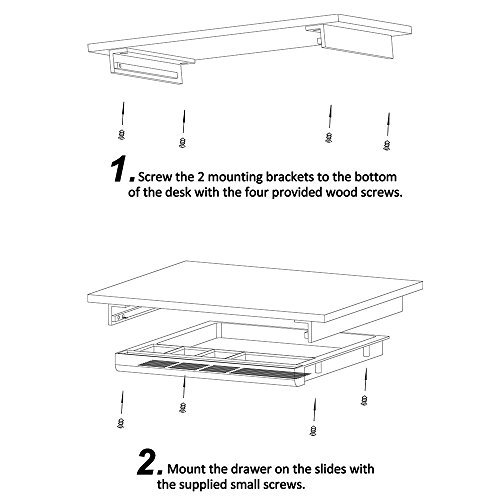 1. Screw the 2 mounting brackets to the bottom
of the desk with the four provided wood screws.
2. Mount the drawer on the slides with
the supplied small screws.